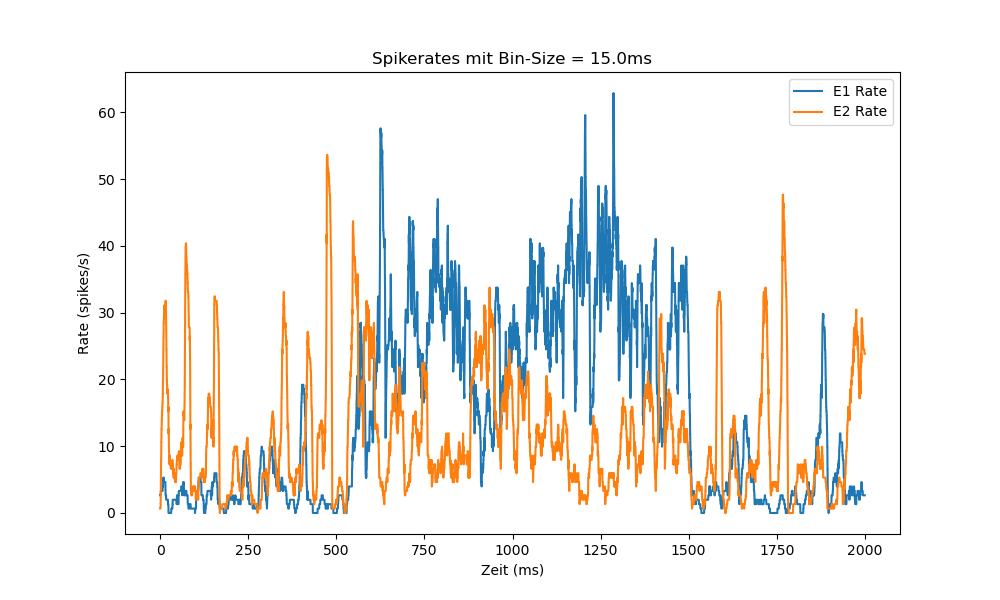 Spikerates mit Bin-Size = 15.0ms
E1 Rate
E2 Rate
Rate (spikes/s)
60
50
40
30
20
10
0
0 250 500 750 1000 1250 1500 1750 2000
Zeit (ms)